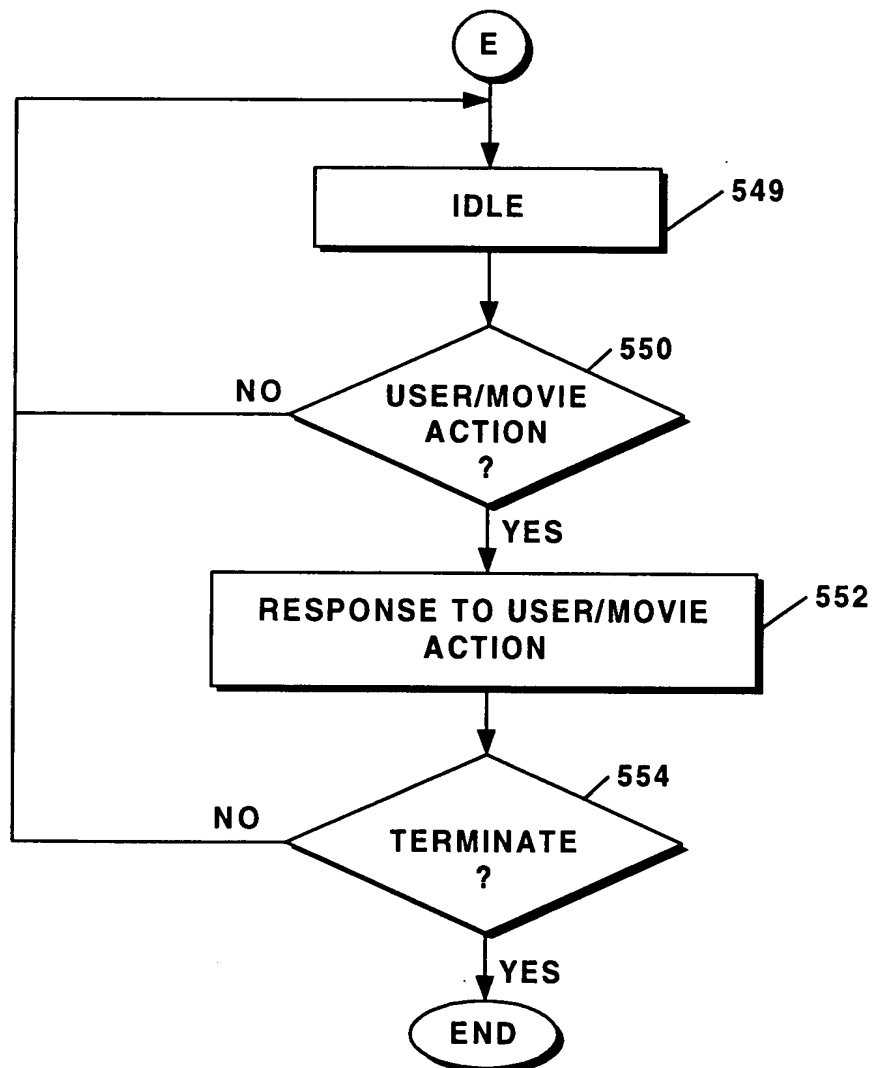 E
IDLE
549
550
NO
USER/MOVIE
ACTION
?
YES
RESPONSE TO USER/MOVIE
ACTION
552
554
NO
TERMINATE
?
YES
END